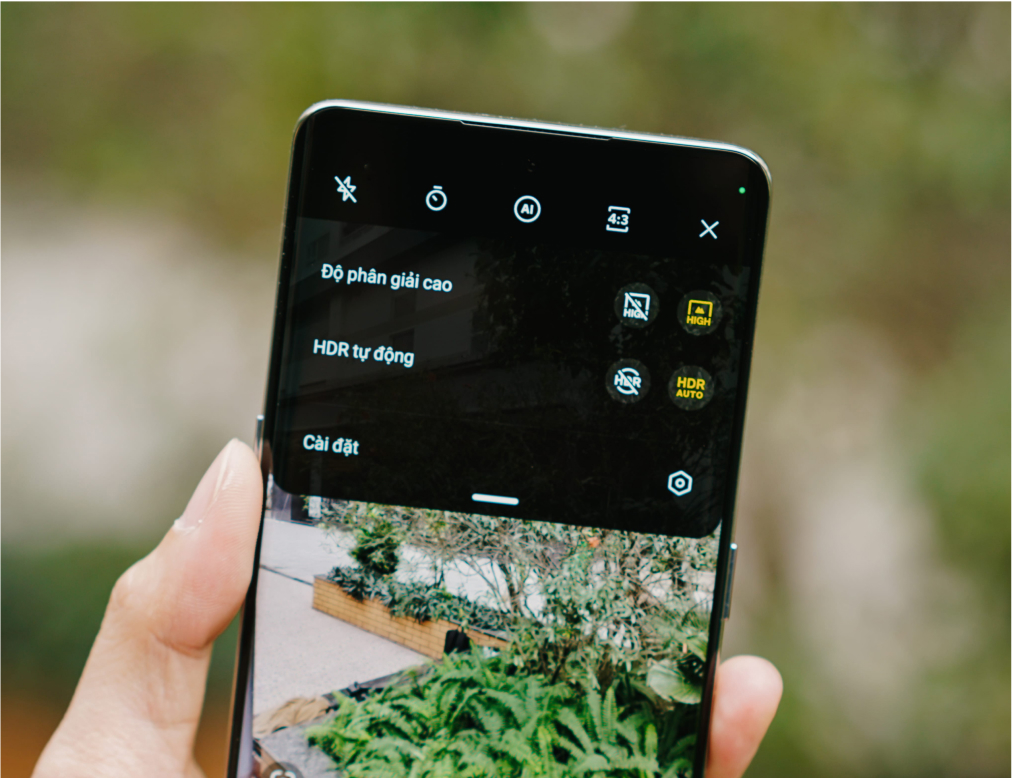 AI
4:3
Độ phân giải cao
HIGH
HIGH
HDR tự động
HDR
HDR
AUTO
Cài đặt